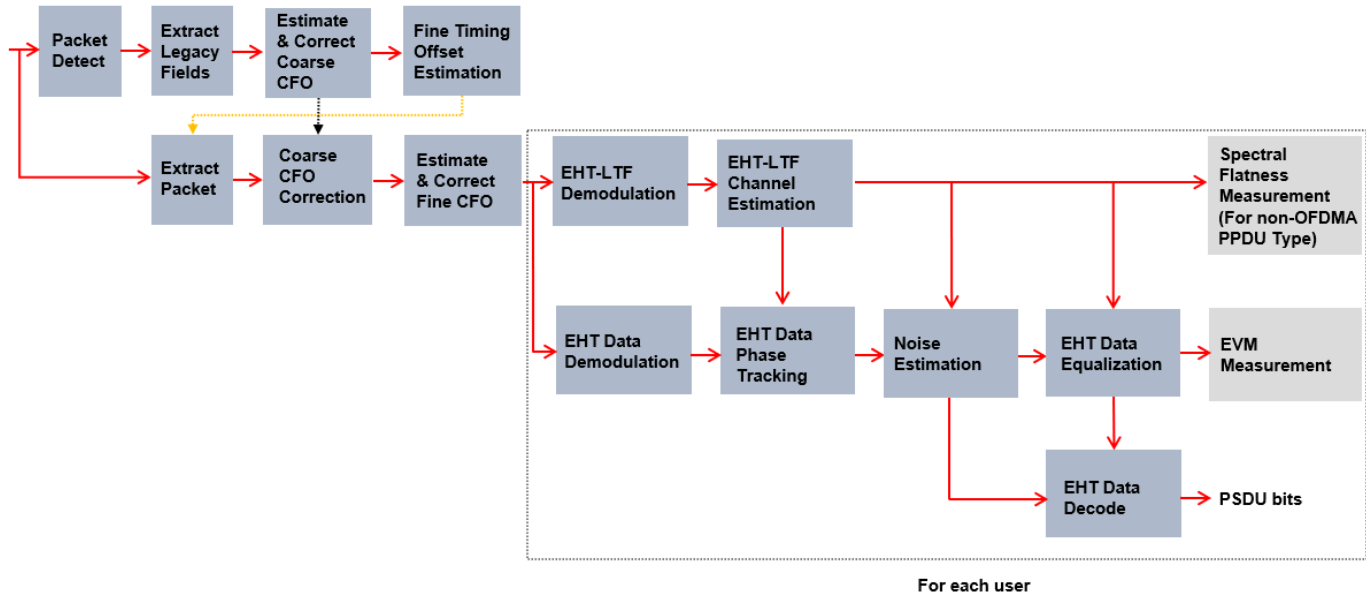 Packet
Detect
Extract
Legacy
Fields
Estimate
& Correct
Coarse
CFO
Fine Timing
Offset
Estimation
Extract
Packet
Coarse
CFO
Correction
Estimate
& Correct
Fine CFO
EHT-LTF
Demodulation
EHT-LTF
Channel
Estimation
Spectral
Flatness
Measurement
(For non-OFDMA
PPDU Type)
EHT Data
Demodulation
EHT Data
Phase
Tracking
Noise
Estimation
EHT Data
Equalization
EVM
Measurement
EHT Data
Decode
PSDU bits
For each user